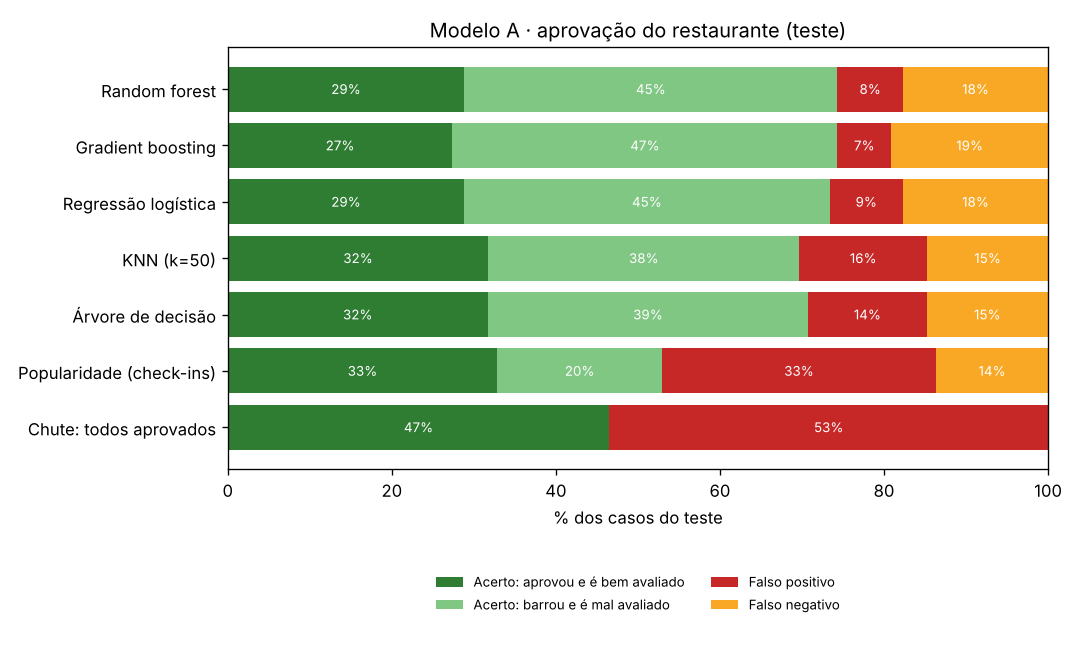 Modelo A · aprovação do restaurante (teste)
Random forest 29% 45% 8% 18%
Gradient boosting 27% 47% 7% 19%
Regressão logística 29% 45% 9% 18%
KNN (k=50) 32% 38% 16% 15%
Árvore de decisão 32% 39% 14% 15%
Popularidade (check-ins) 33% 20% 33% 14%
Chute: todos aprovados 47% 53%
0 20 40 60 80 100
% dos casos do teste
Acerto: aprovou e é bem avaliado Falso positivo
Acerto: barrou e é mal avaliado Falso negativo